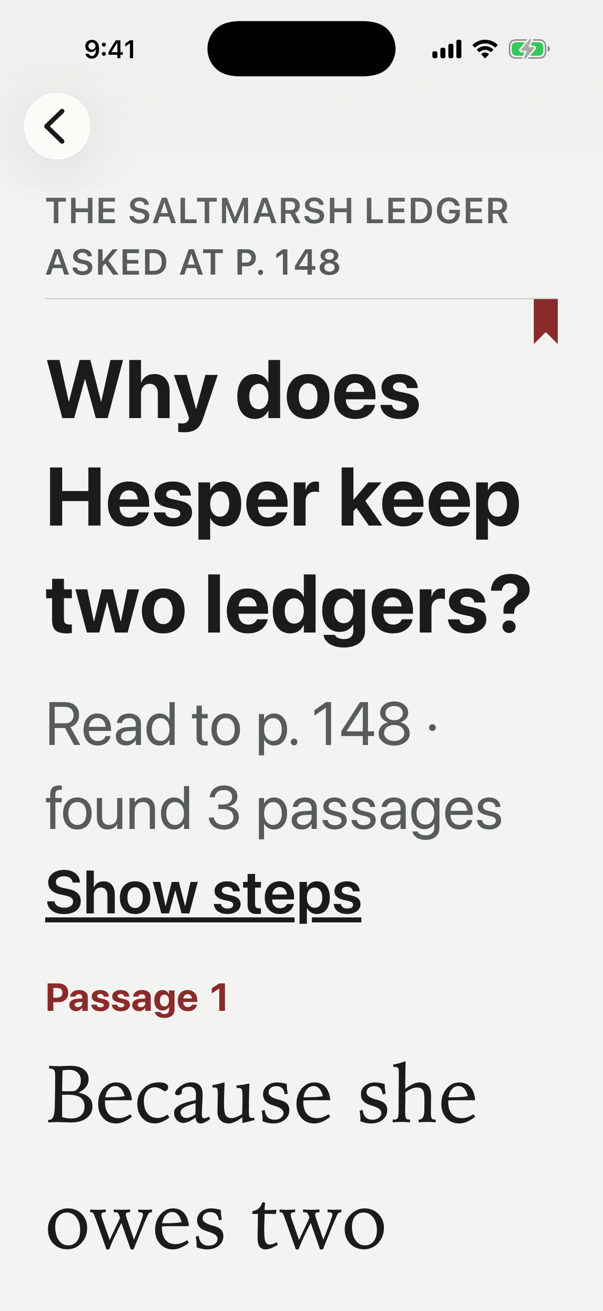 9:41
THE SALTMARSH LEDGER
ASKED AT P. 148
Why does
Hesper keep
two ledgers?
Read to p. 148 ·
found 3 passages
Show steps
Passage 1
Because she
owes two